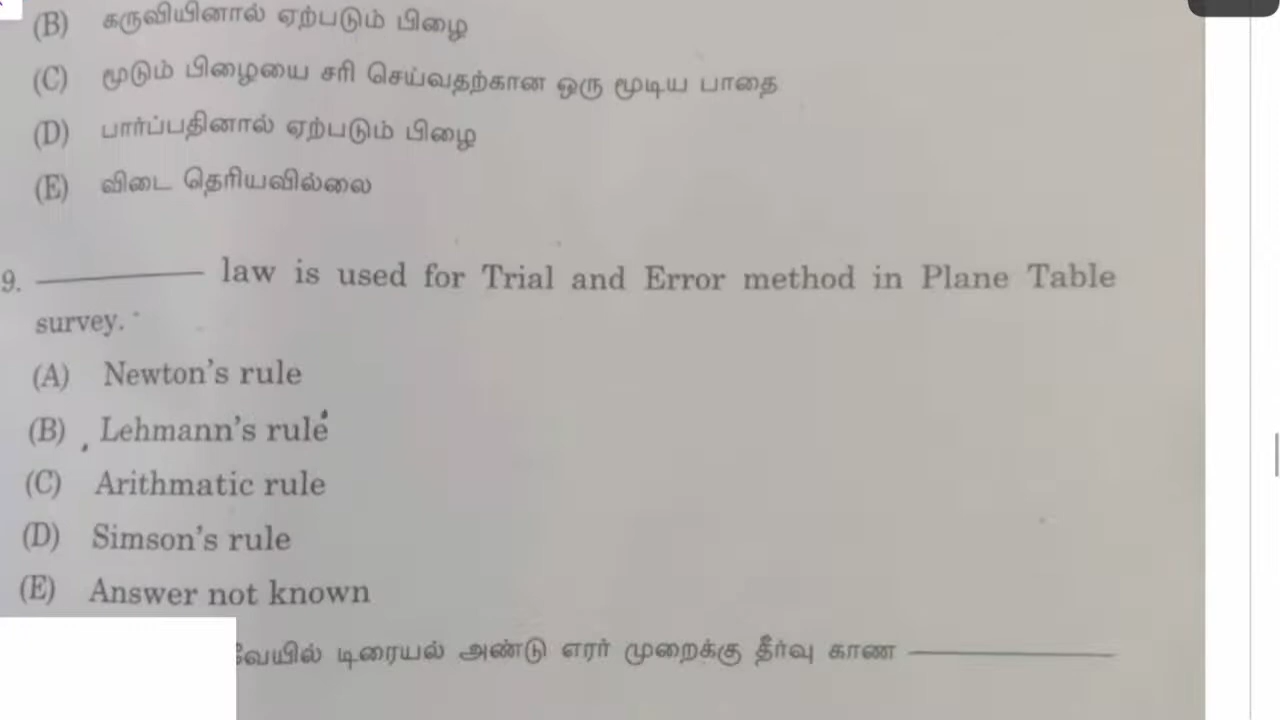 (B) கருவியினால் ஏற்படும் பிழை
(C) மூடும் பிழையை சரி செய்வதற்கான ஒரு மூடிய பாதை
(D) பார்ப்பதினால் ஏற்படும் பிழை
(E) விடை தெரியவில்லை
9. ________ law is used for Trial and Error method in Plane Table
survey.
(A) Newton's rule
(B) Lehmann's rule
(C) Arithmatic rule
(D) Simson's rule
(E) Answer not known
டிரையல் அண்டு எரர் முறைக்கு தீர்வு காண ________